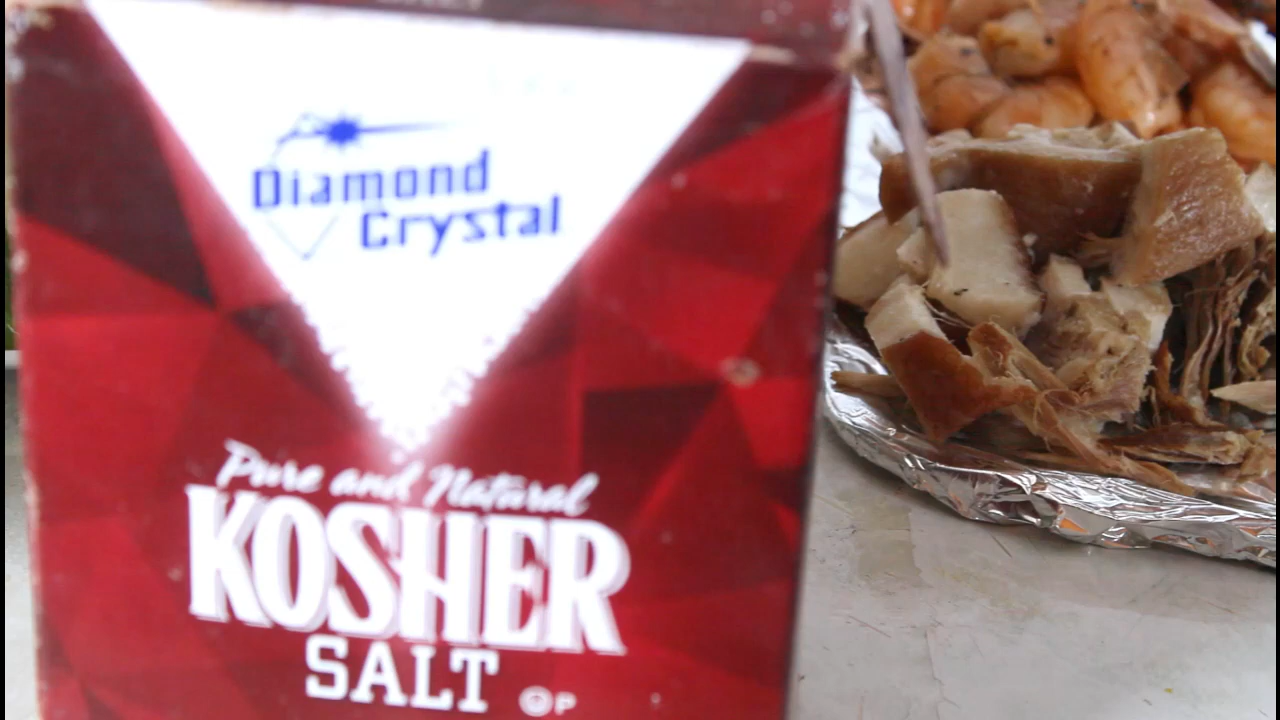 Diamond
Crystal
Pure and Natural
KOSHER
SALT
Ⓤ P